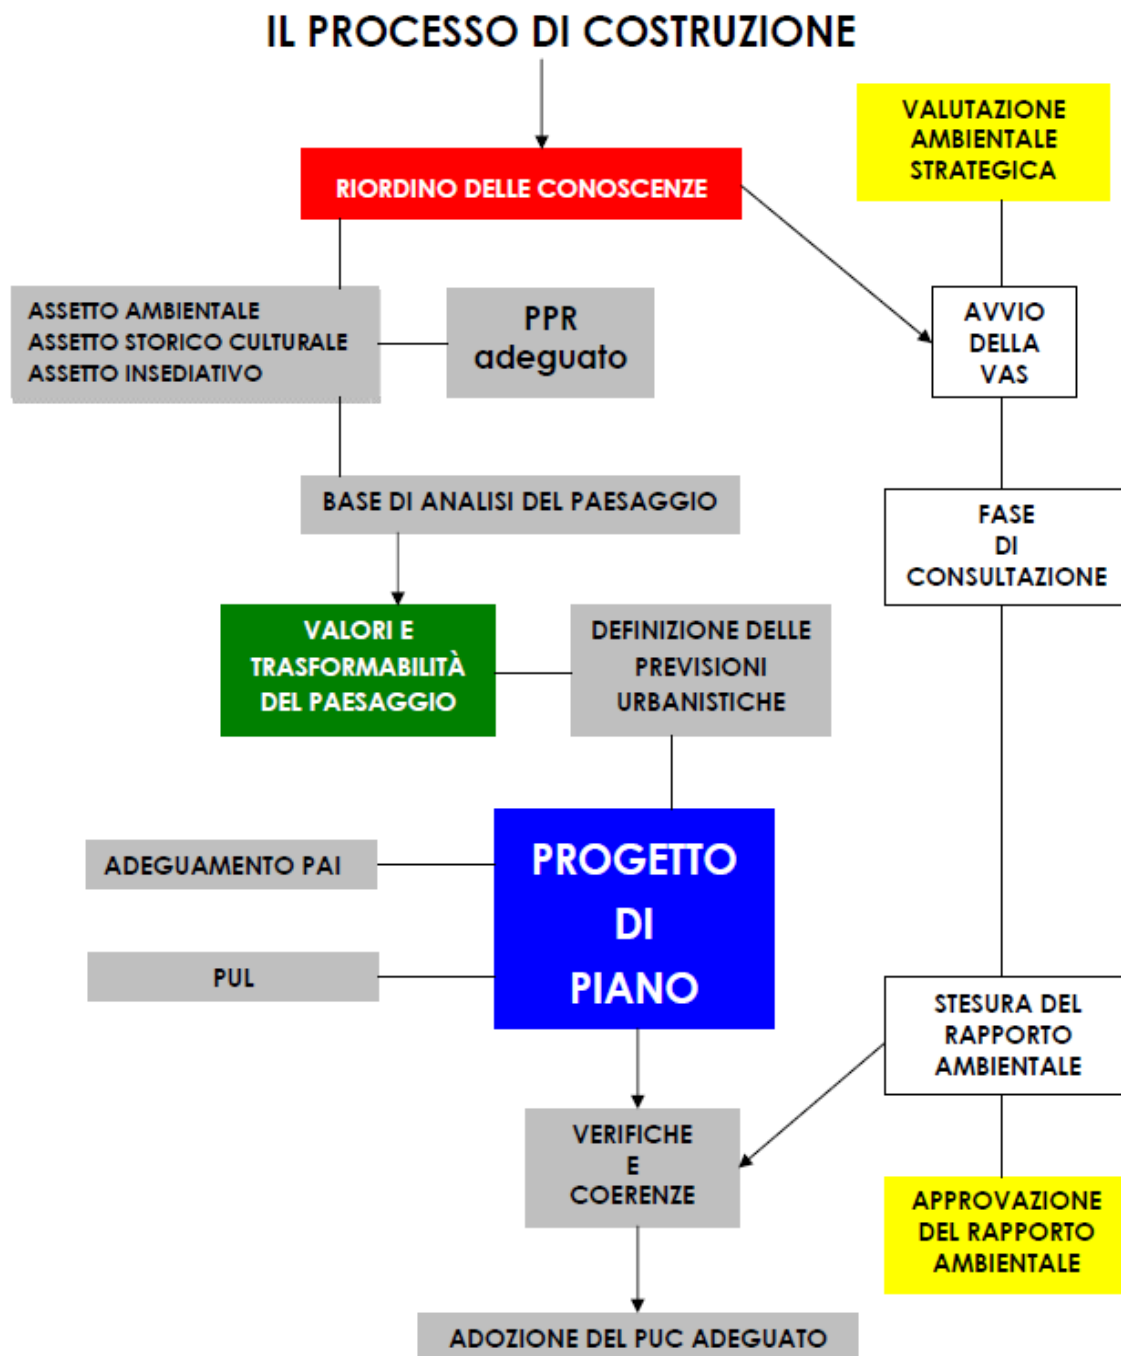 IL PROCESSO DI COSTRUZIONE
VALUTAZIONE
AMBIENTALE
STRATEGICA
RIORDINO DELLE CONOSCENZE
ASSETTO AMBIENTALE
ASSETTO STORICO CULTURALE
ASSETTO INSEDIATIVO
PPR
adeguato
AVVIO
DELLA
VAS
BASE DI ANALISI DEL PAESAGGIO
FASE
DI
CONSULTAZIONE
VALORI E
TRASFORMABILITÀ
DEL PAESAGGIO
DEFINIZIONE DELLE
PREVISIONI
URBANISTICHE
ADEGUAMENTO PAI
PUL
PROGETTO
DI
PIANO
STESURA DEL
RAPPORTO
AMBIENTALE
VERIFICHE
E
COERENZE
APPROVAZIONE
DEL RAPPORTO
AMBIENTALE
ADOZIONE DEL PUC ADEGUATO